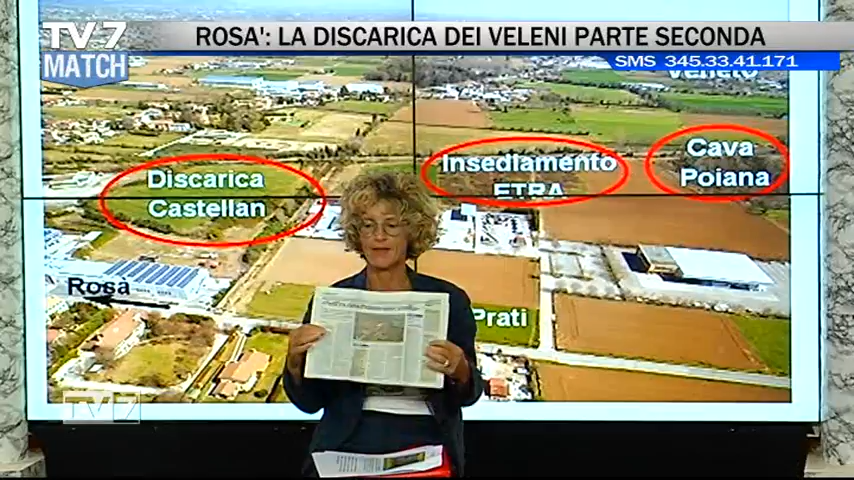 TV7
MATCH
ROSA': LA DISCARICA DEI VELENI PARTE SECONDA
SMS 345.33.41.171
Veneto
Discarica
Castellan
Insediamento
ETRA
Cava
Poiana
Rosà
Prati
TV7